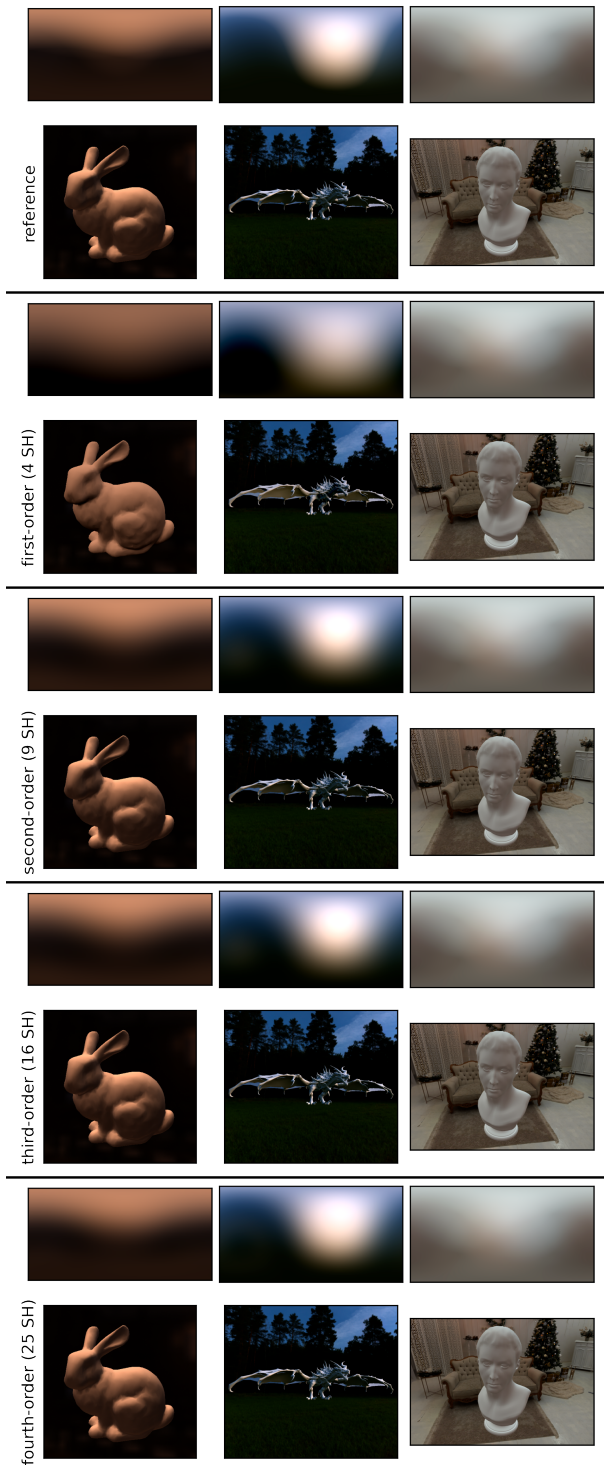 reference
first-order (4 SH)
second-order (9 SH)
third-order (16 SH)
fourth-order (25 SH)